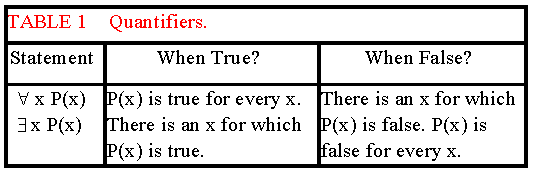 TABLE 1 Quantifiers.
Statement When True? When False?
∀ x P(x) P(x) is true for every x. There is an x for which
∃ x P(x) There is an x for which P(x) is false. P(x) is
P(x) is true. false for every x.